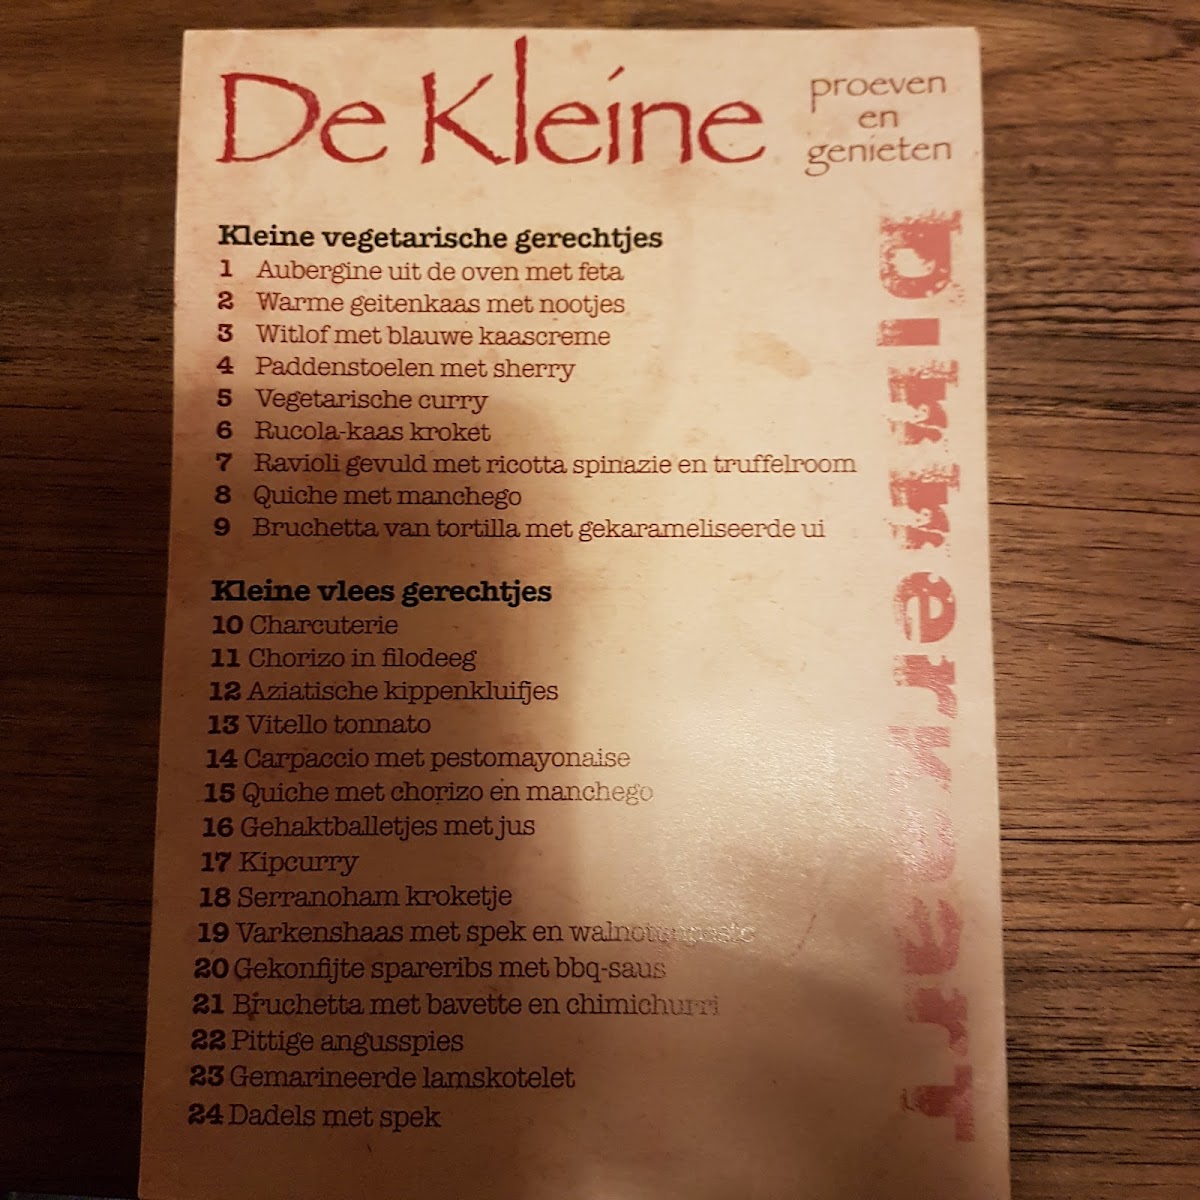 De Kleine
proeven
en
genieten
Dinnerkaart
Kleine vegetarische gerechtjes
1 Aubergine uit de oven met feta
2 Warme geitenkaas met nootjes
3 Witlof met blauwe kaascreme
4 Paddenstoelen met sherry
5 Vegetarische curry
6 Rucola-kaas kroket
7 Ravioli gevuld met ricotta spinazie en truffelroom
8 Quiche met manchego
9 Bruchetta van tortilla met gekarameliseerde ui
Kleine vlees gerechtjes
10 Charcuterie
11 Chorizo in filodeeg
12 Aziatische kippenkluifjes
13 Vitello tonnato
14 Carpaccio met pestomayonaise
15 Quiche met chorizo en manchego
16 Gehaktballetjes met jus
17 Kipcurry
18 Serranoham kroketje
19 Varkenshaas met spek en
20 Gekonfijte spareribs met bbq-saus
21 Bruchetta met bavette en chimichurri
22 Pittige angusspies
23 Gemarineerde lamskotelet
24 Dadels met spek